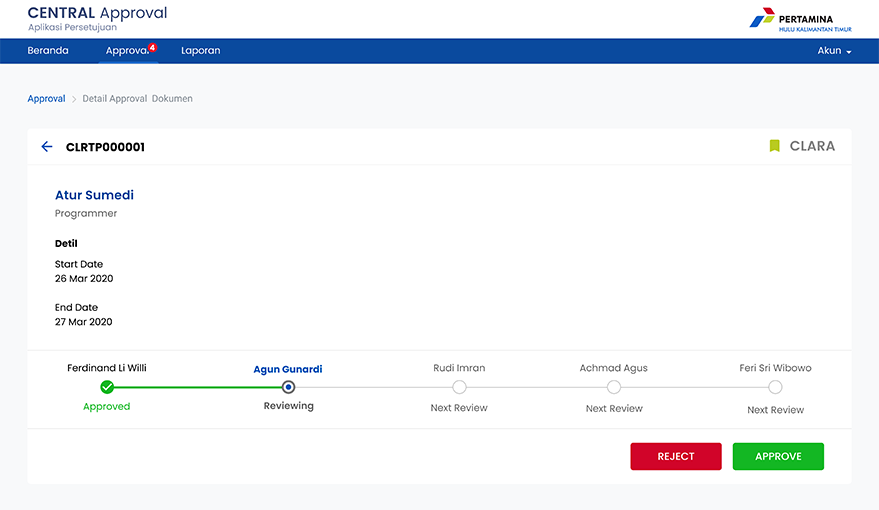 CENTRAL Approval
Aplikasi Persetujuan
PERTAMINA
HULU KALIMANTAN TIMUR
Beranda
Approval
4
Laporan
Akun
Approval > Detail Approval Dokumen
CLRTP000001
CLARA
Atur Sumedi
Programmer
Detil
Start Date
26 Mar 2020
End Date
27 Mar 2020
Ferdinand Li Willi
Agun Gunardi
Rudi Imran
Achmad Agus
Feri Sri Wibowo
Approved
Reviewing
Next Review
Next Review
Next Review
REJECT
APPROVE